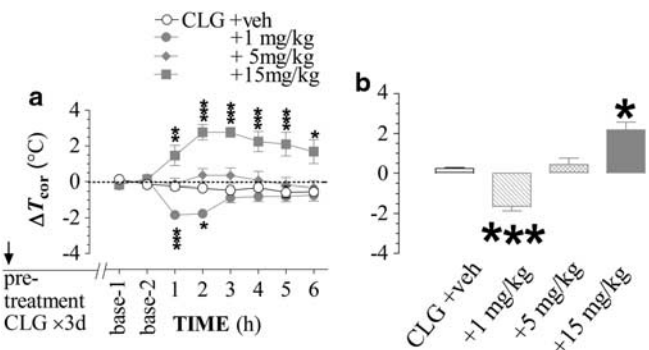 CLG +veh
+1 mg/kg
+ 5mg/kg
+15mg/kg
a
ΔTcor (°C)
4
2
0
-2
-4
*** *** *** *** *** *
*** *
pre-
treatment
CLG ×3d
base-1
base-2
1 2 3 4 5 6
TIME (h)
b
4
2
0
-2
-4
*
***
CLG +veh
+1 mg/kg
+5 mg/kg
+15 mg/kg